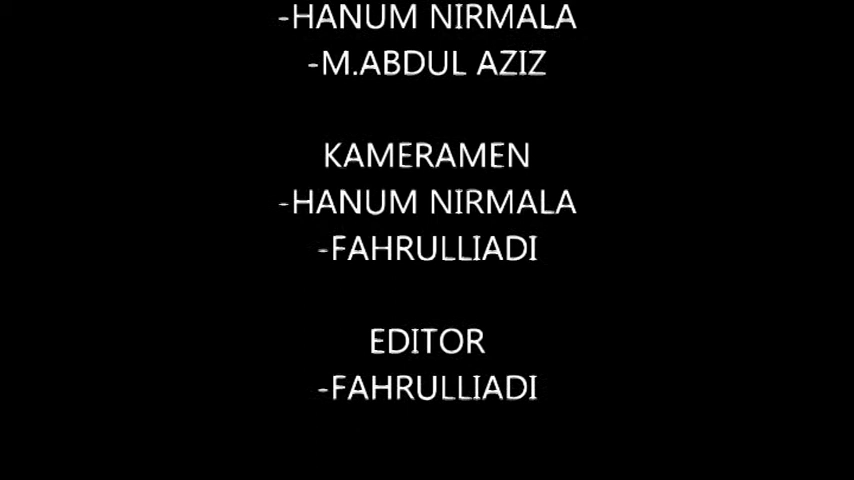 -HANUM NIRMALA
-M.ABDUL AZIZ
KAMERAMEN
-HANUM NIRMALA
-FAHRULLIADI
EDITOR
-FAHRULLIADI